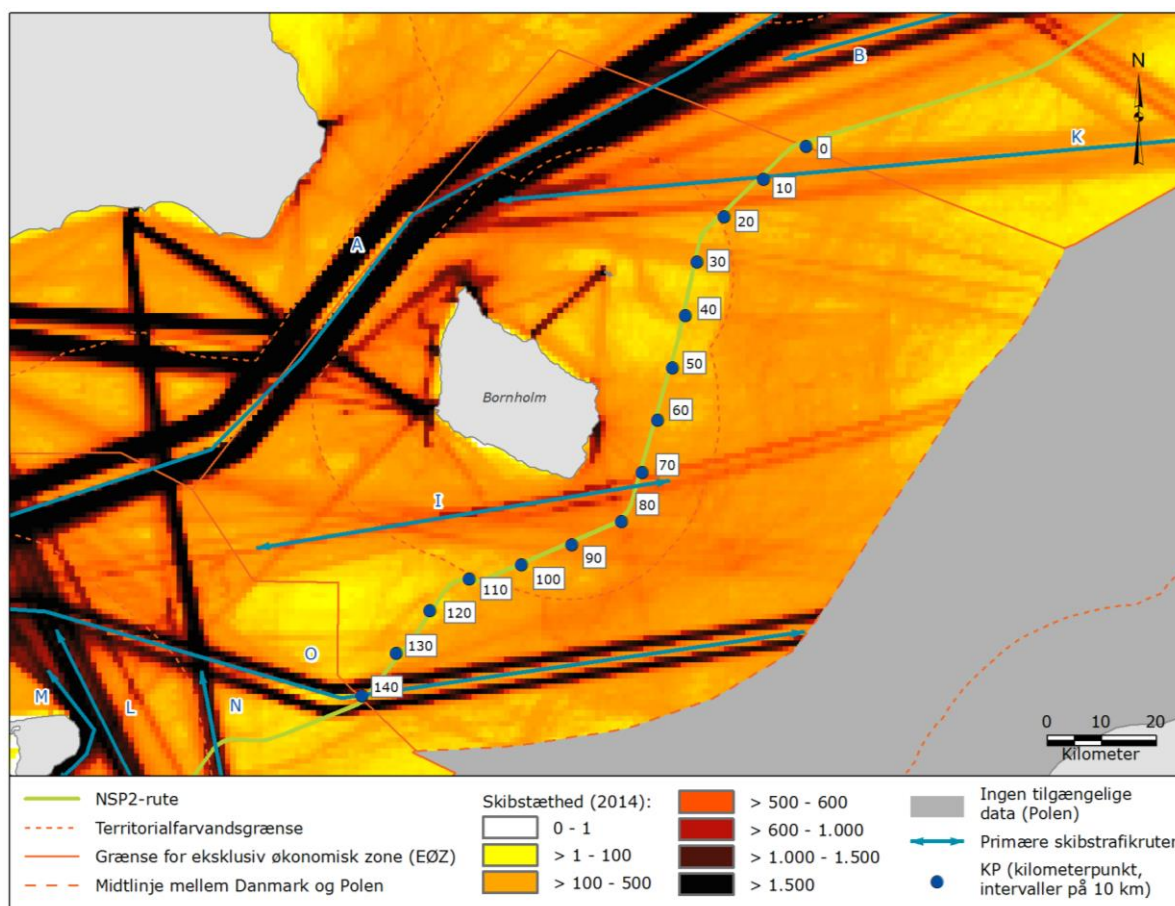 B
N
0
K
10
20
A
30
40
50
Bornholm
60
70
I
80
90
100
110
120
130
O
140
M
L
N
0 10 20
Kilometer
NSP2-rute
Territorialfarvandsgrænse
Grænse for eksklusiv økonomisk zone (EØZ)
Midtlinje mellem Danmark og Polen
Skibstæthed (2014):
0 - 1
> 1 - 100
> 100 - 500
> 500 - 600
> 600 - 1.000
> 1.000 - 1.500
> 1.500
Ingen tilgængelige
data (Polen)
Primære skibstrafikruter
KP (kilometerpunkt,
intervaller på 10 km)